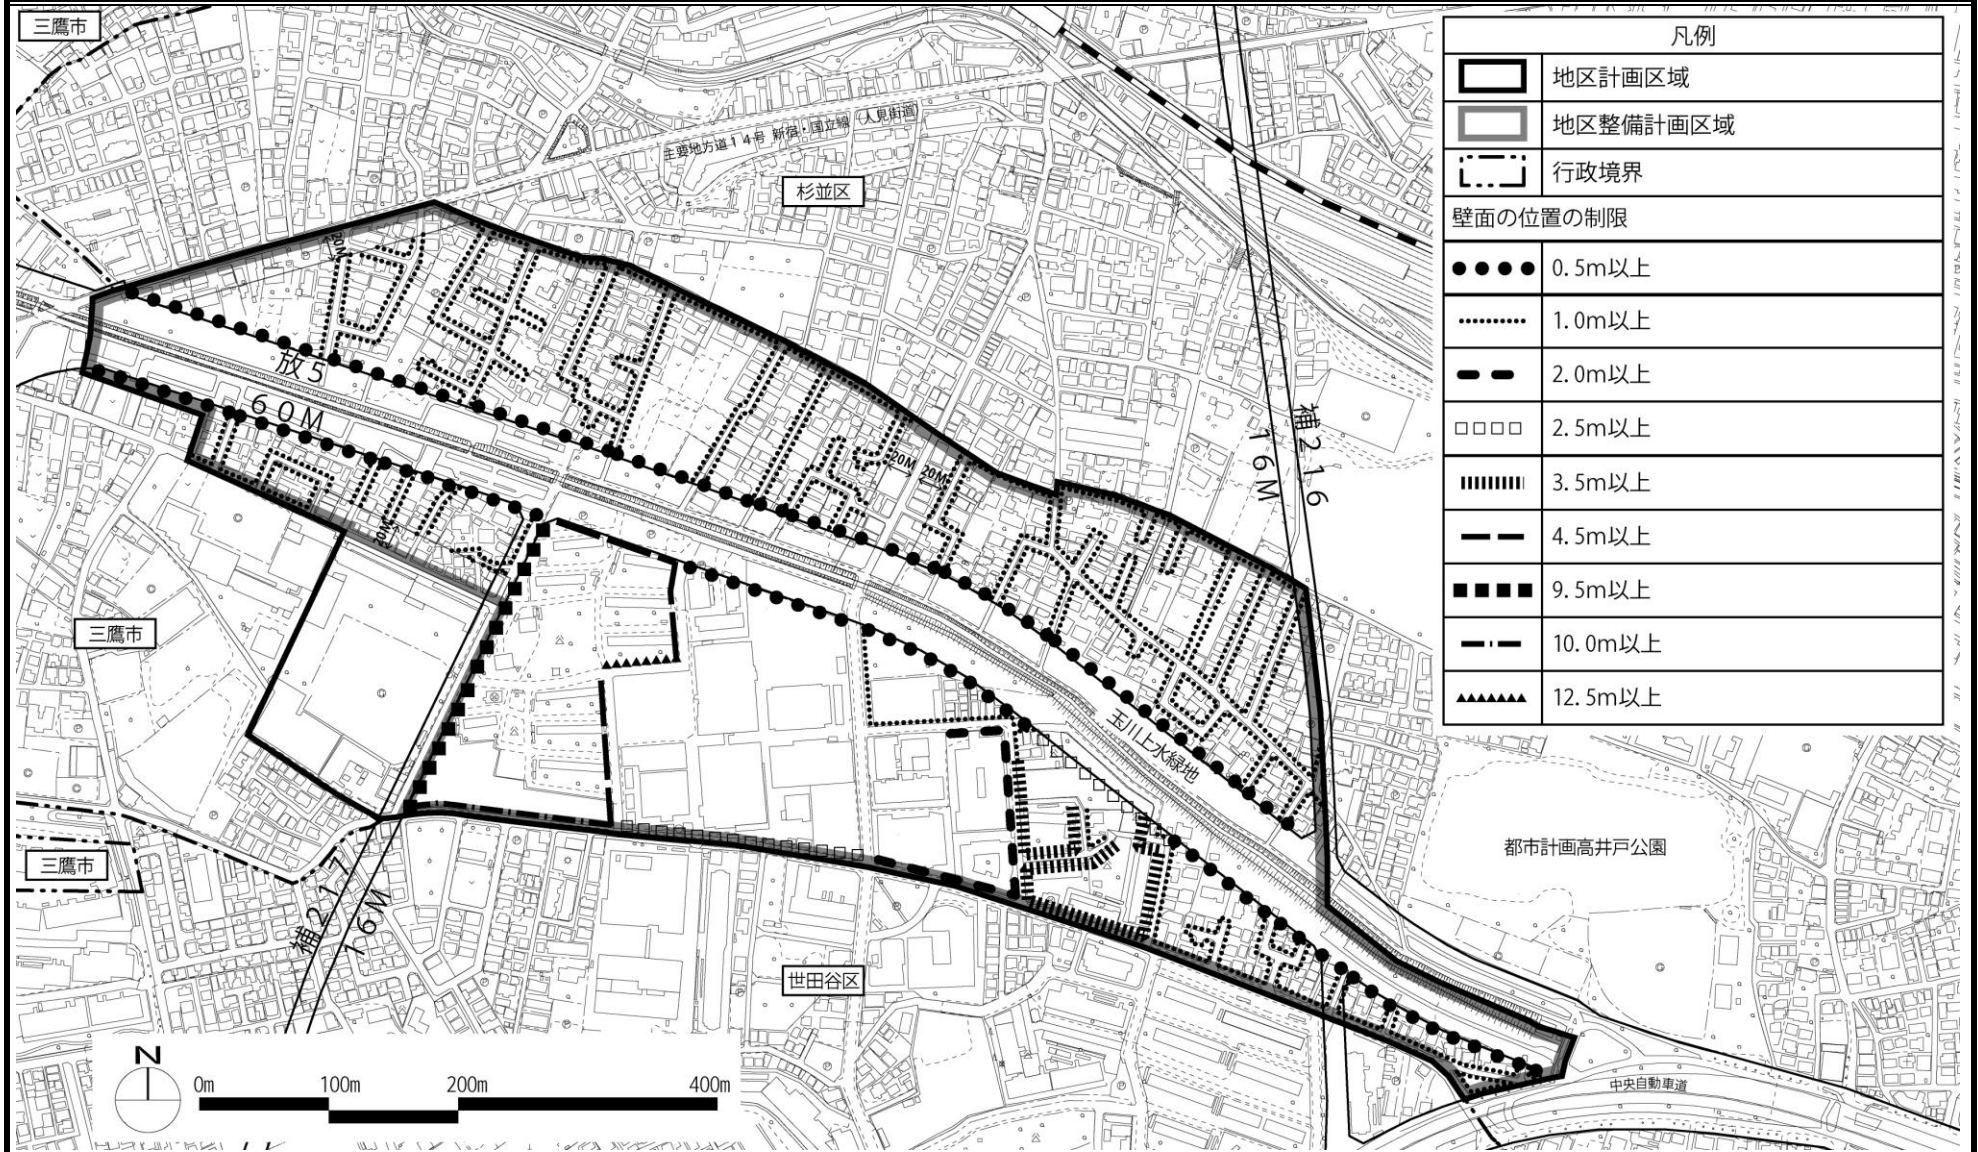 三鷹市
主要地方道14号 新宿・国立線 （人見街道）
杉並区
20M
放5
60M
20M
20M
20M
補216
16M
三鷹市
玉川上水緑地
三鷹市
補217
16M
世田谷区
都市計画高井戸公園
中央自動車道
N
0m 100m 200m 400m
凡例
地区計画区域
地区整備計画区域
行政境界
壁面の位置の制限
0.5m以上
1.0m以上
2.0m以上
2.5m以上
3.5m以上
4.5m以上
9.5m以上
10.0m以上
12.5m以上